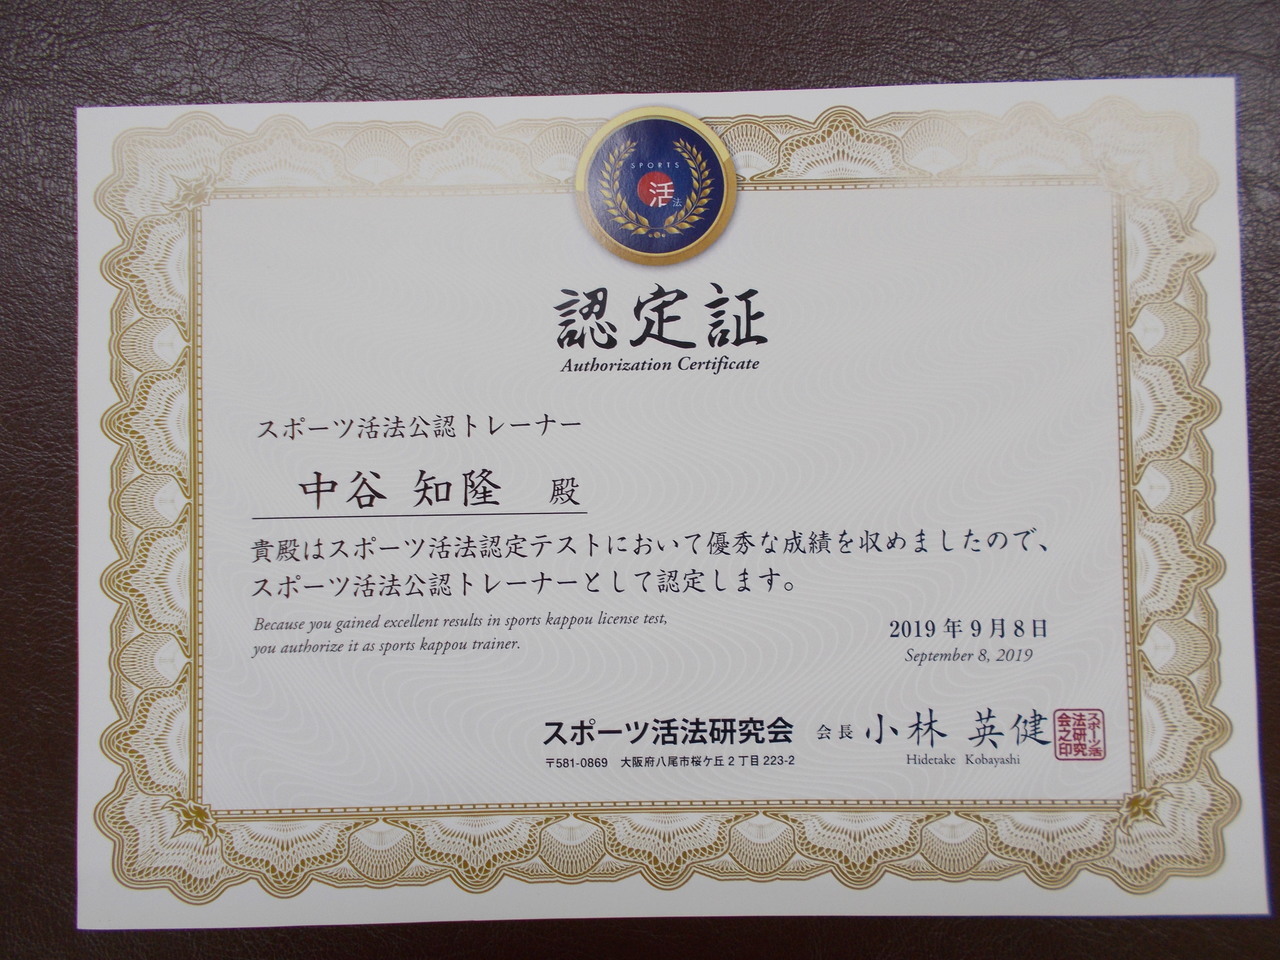 SPORTS
活
法
認定証
Authorization Certificate
スポーツ活法公認トレーナー
中谷 知隆 殿
貴殿はスポーツ活法認定テストにおいて優秀な成績を収めましたので、
スポーツ活法公認トレーナーとして認定します。
Because you gained excellent results in sports kappou license test,
you authorize it as sports kappou trainer.
2019年9月8日
September 8, 2019
スポーツ活法研究会 会長 小林 英健
〒581-0869 大阪府八尾市桜ケ丘2丁目223-2
Hidetake Kobayashi
スポーツ活
法研究
会之印